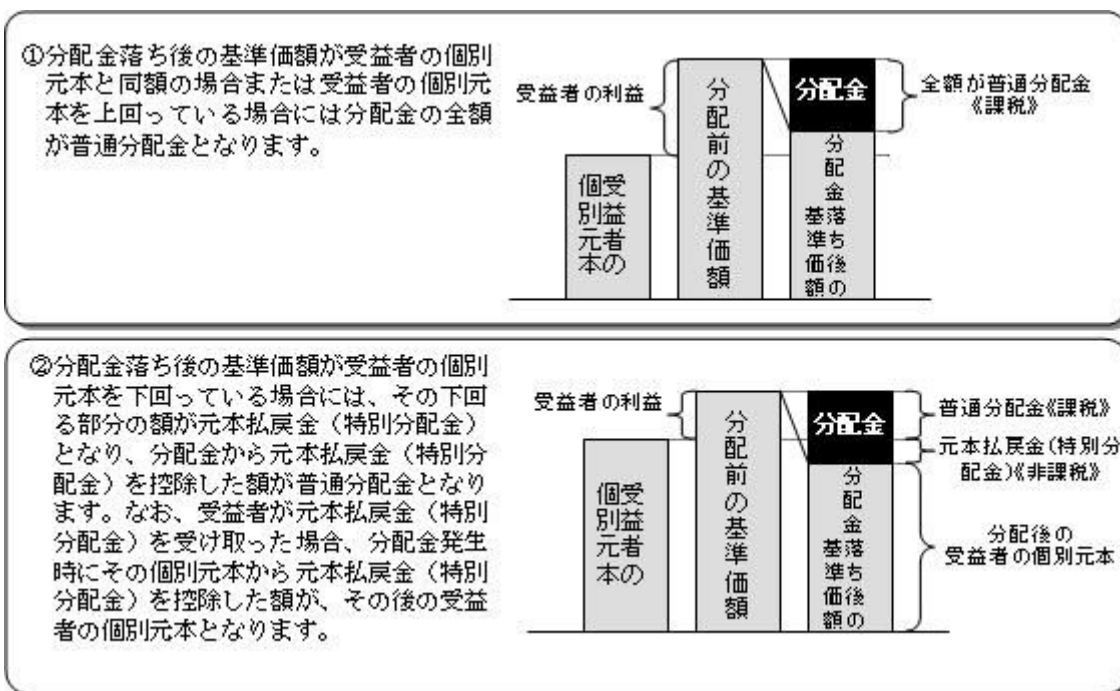 ①分配金落ち後の基準価額が受益者の個別
元本と同額の場合または受益者の個別元
本を上回っている場合には分配金の全額
が普通分配金となります。
受益者の利益
受益者の
個別元本
分配前の基準価額
分配金
分配金落ち後の
基準価額
全額が普通分配金
《課税》
②分配金落ち後の基準価額が受益者の個別
元本を下回っている場合には、その下回
る部分の額が元本払戻金（特別分配金）
となり、分配金から元本払戻金（特別分
配金）を控除した額が普通分配金となり
ます。なお、受益者が元本払戻金（特別
分配金）を受け取った場合、分配金発生
時にその個別元本から元本払戻金（特別
分配金）を控除した額が、その後の受益
者の個別元本となります。
受益者の利益
受益者の
個別元本
分配前の基準価額
分配金
分配金落ち後の
基準価額
普通分配金《課税》
元本払戻金(特別分
配金)《非課税》
分配後の
受益者の個別元本